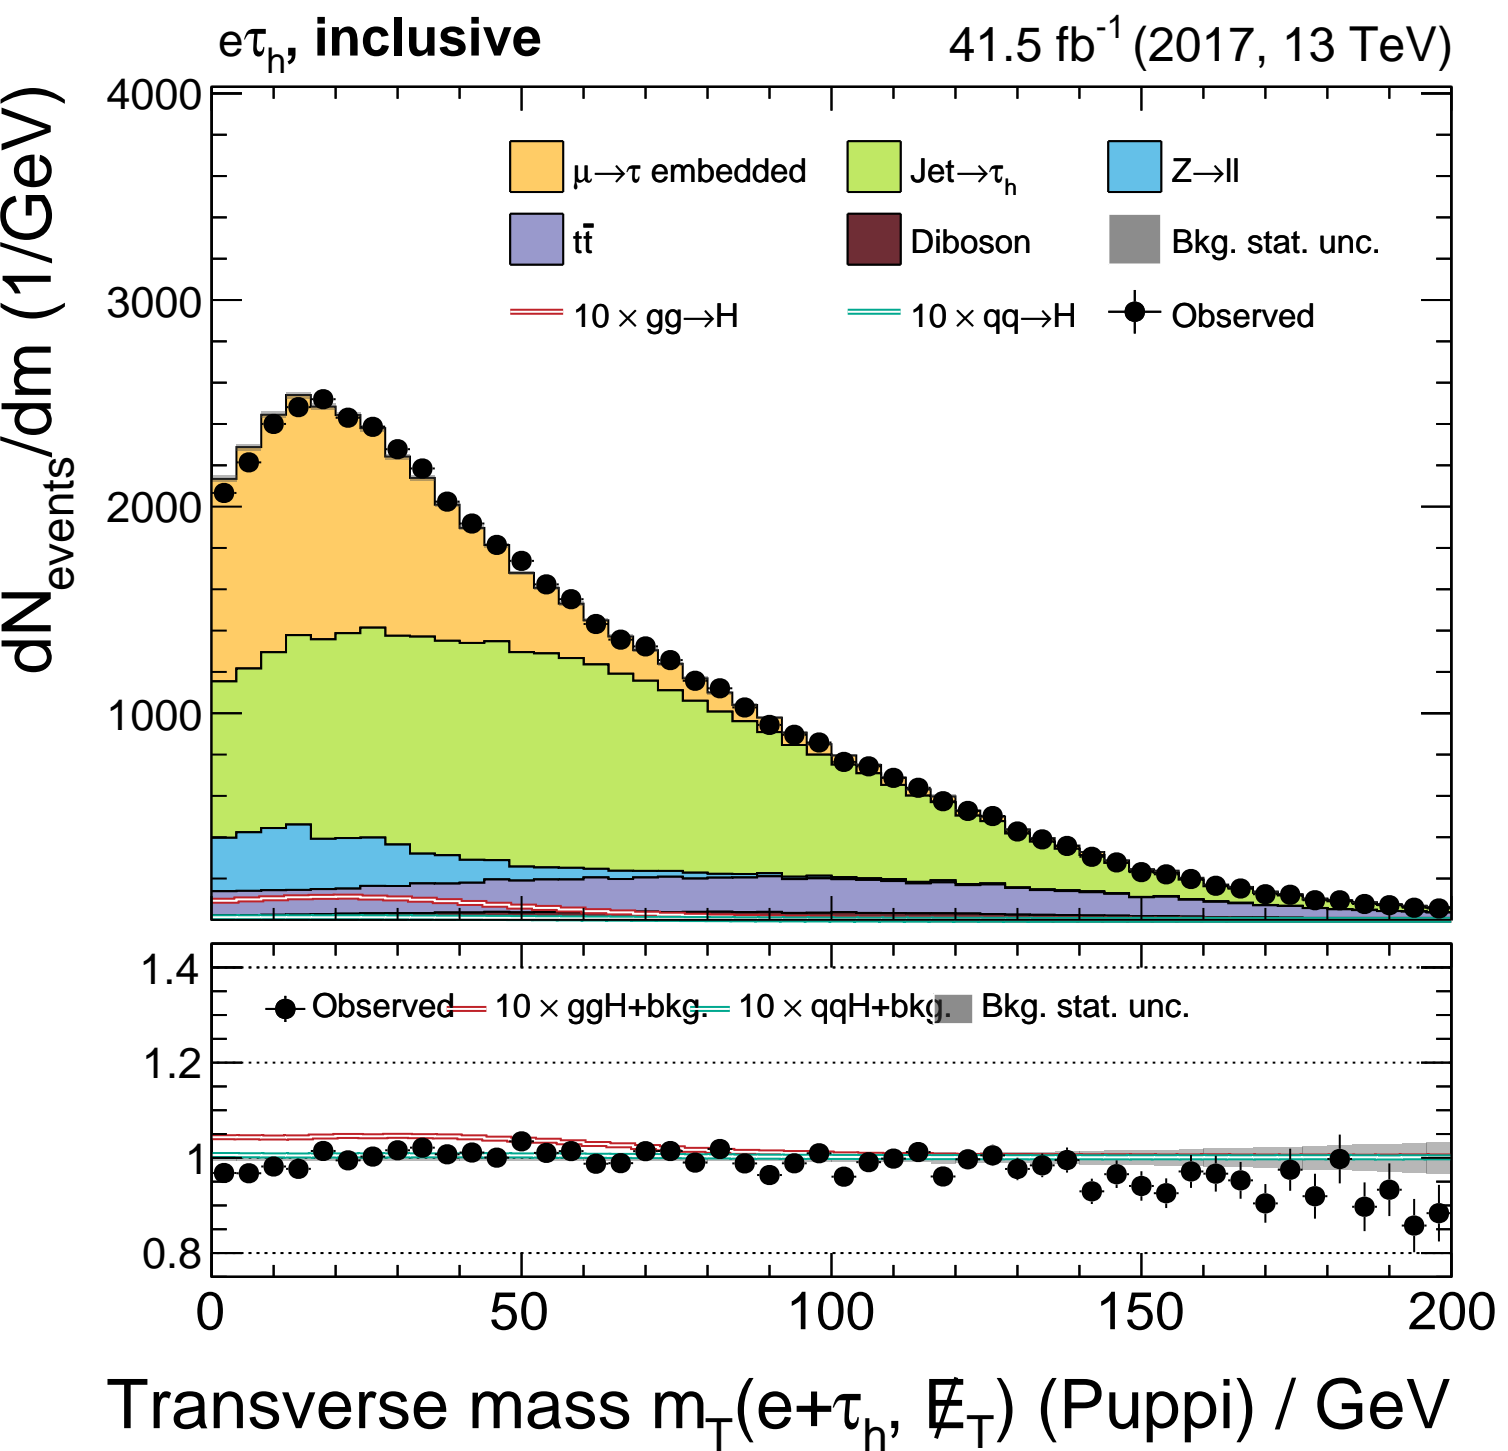 eτh, inclusive 41.5 fb-1 (2017, 13 TeV)
dNevents/dm (1/GeV)
4000
3000
2000
1000
μ→τ embedded Jet→τh Z→ll
tt̄ Diboson Bkg. stat. unc.
10 × gg→H 10 × qq→H Observed
1.4
1.2
1
0.8
Observed 10 × ggH+bkg. 10 × qqH+bkg. Bkg. stat. unc.
0 50 100 150 200
Transverse mass mT(e+τh, E̸T) (Puppi) / GeV